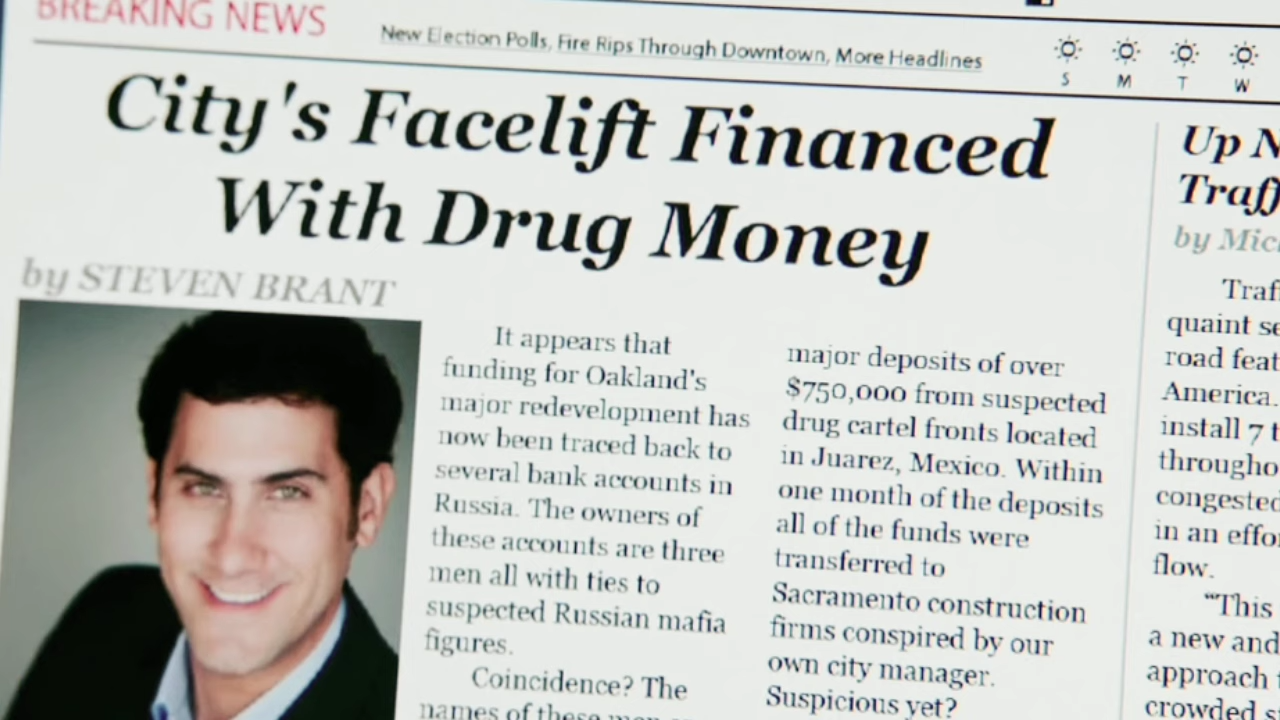 BREAKING NEWS
New Election Polls, Fire Rips Through Downtown, More Headlines
S M T W
City's Facelift Financed
With Drug Money
by STEVEN BRANT
It appears that
funding for Oakland's
major redevelopment has
now been traced back to
several bank accounts in
Russia. The owners of
these accounts are three
men all with ties to
suspected Russian mafia
figures.
Coincidence? The
names of these men
major deposits of over
$750,000 from suspected
drug cartel fronts located
in Juarez, Mexico. Within
one month of the deposits
all of the funds were
transferred to
Sacramento construction
firms conspired by our
own city manager.
Suspicious yet?
Up
by
quaint
road
America.
install 7
congested
in an
flow.
"This
a new and
approach
crowded